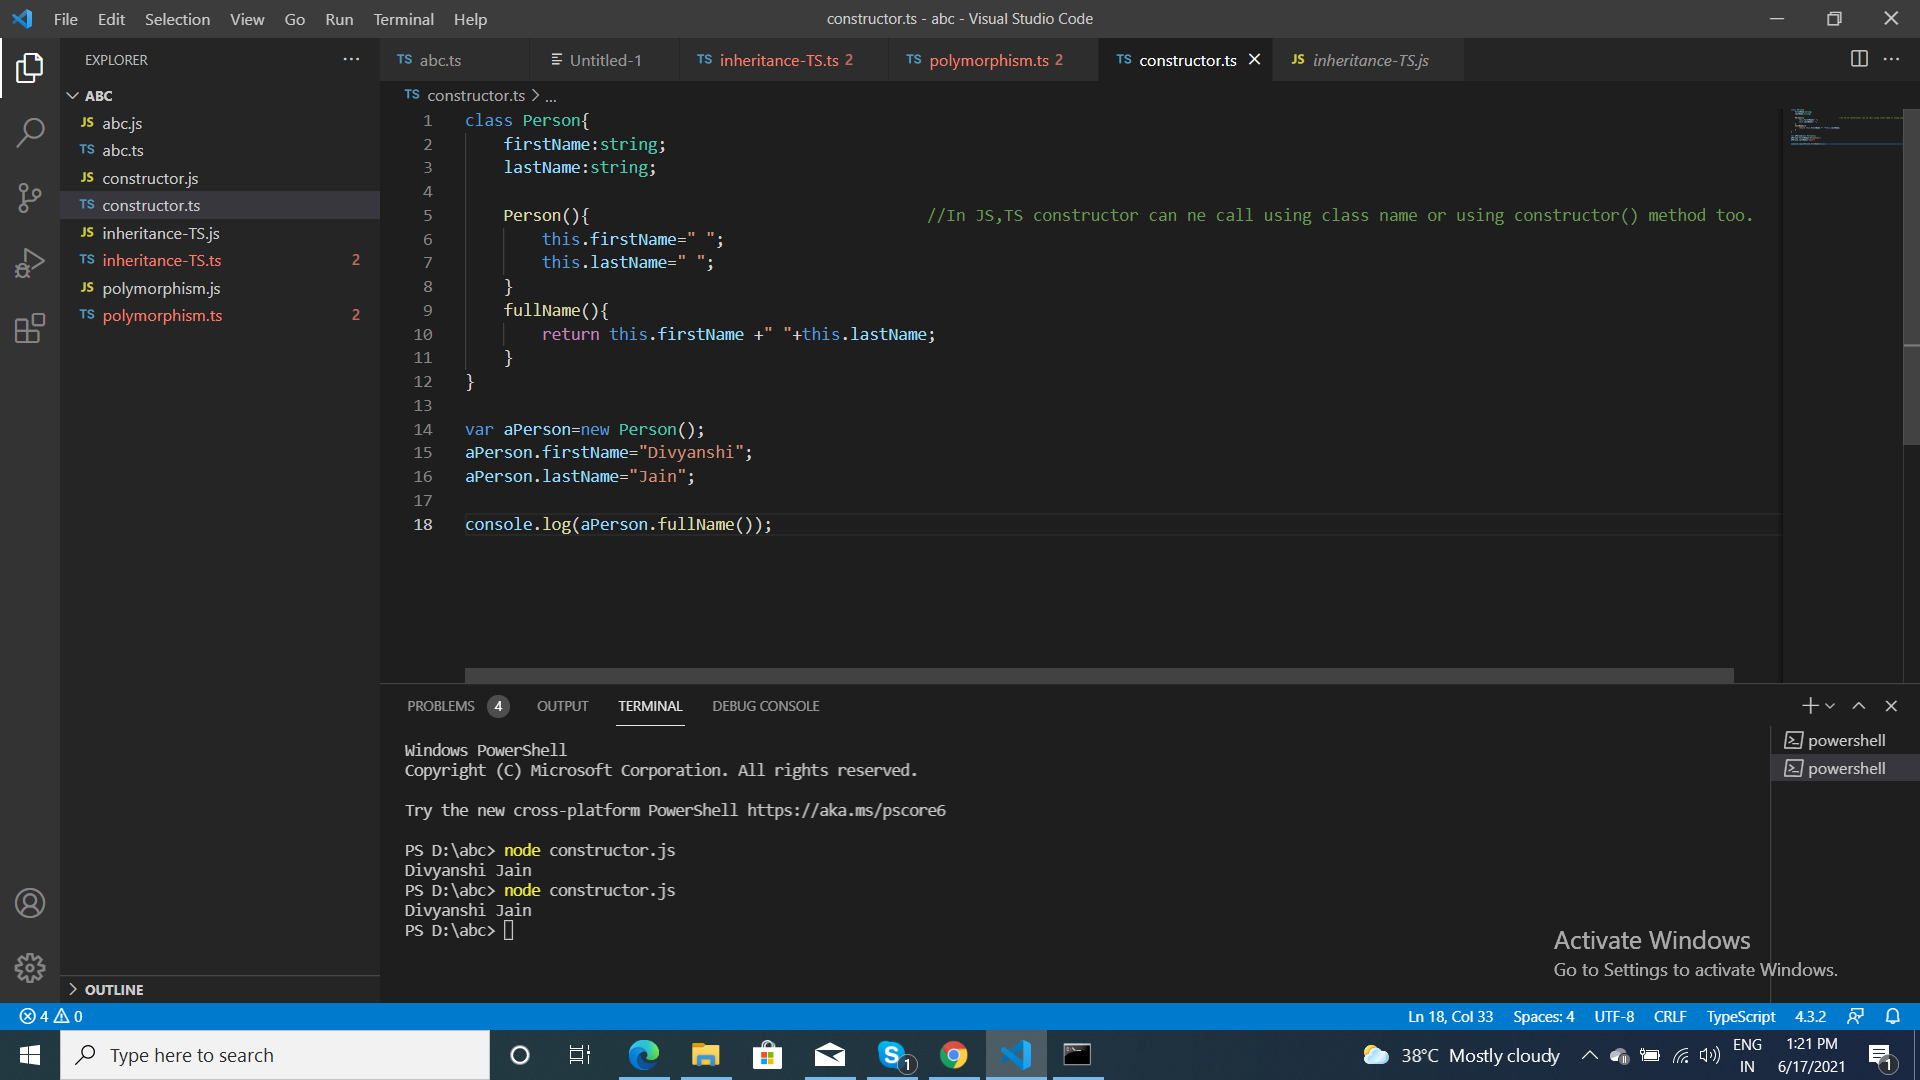 File Edit Selection View Go Run Terminal Help
constructor.ts - abc - Visual Studio Code
EXPLORER
ABC
JS abc.js
TS abc.ts
JS constructor.js
TS constructor.ts
JS inheritance-TS.js
TS inheritance-TS.ts 2
JS polymorphism.js
TS polymorphism.ts 2
OUTLINE
TS abc.ts
Untitled-1
TS inheritance-TS.ts 2
TS polymorphism.ts 2
TS constructor.ts
JS inheritance-TS.js
TS constructor.ts > ...
1 class Person{
2 firstName:string;
3 lastName:string;
4
5 Person(){ //In JS,TS constructor can ne call using class name or using constructor() method too.
6 this.firstName=" ";
7 this.lastName=" ";
8 }
9 fullName(){
10 return this.firstName +" "+this.lastName;
11 }
12 }
13
14 var aPerson=new Person();
15 aPerson.firstName="Divyanshi";
16 aPerson.lastName="Jain";
17
18 console.log(aPerson.fullName());
PROBLEMS 4 OUTPUT TERMINAL DEBUG CONSOLE
Windows PowerShell
Copyright (C) Microsoft Corporation. All rights reserved.
Try the new cross-platform PowerShell https://aka.ms/pscore6
PS D:\abc> node constructor.js
Divyanshi Jain
PS D:\abc> node constructor.js
Divyanshi Jain
PS D:\abc>
powershell
powershell
Activate Windows
Go to Settings to activate Windows.
4 0
Ln 18, Col 33 Spaces: 4 UTF-8 CRLF TypeScript 4.3.2
Type here to search
1
38°C Mostly cloudy
ENG
IN
1:21 PM
6/17/2021
1